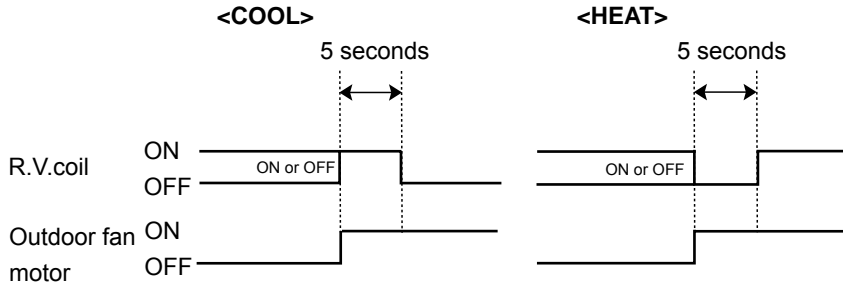 <COOL> <HEAT>
5 seconds 5 seconds
R.V.coil ON
ON or OFF ON or OFF
OFF
Outdoor fan ON
motor OFF